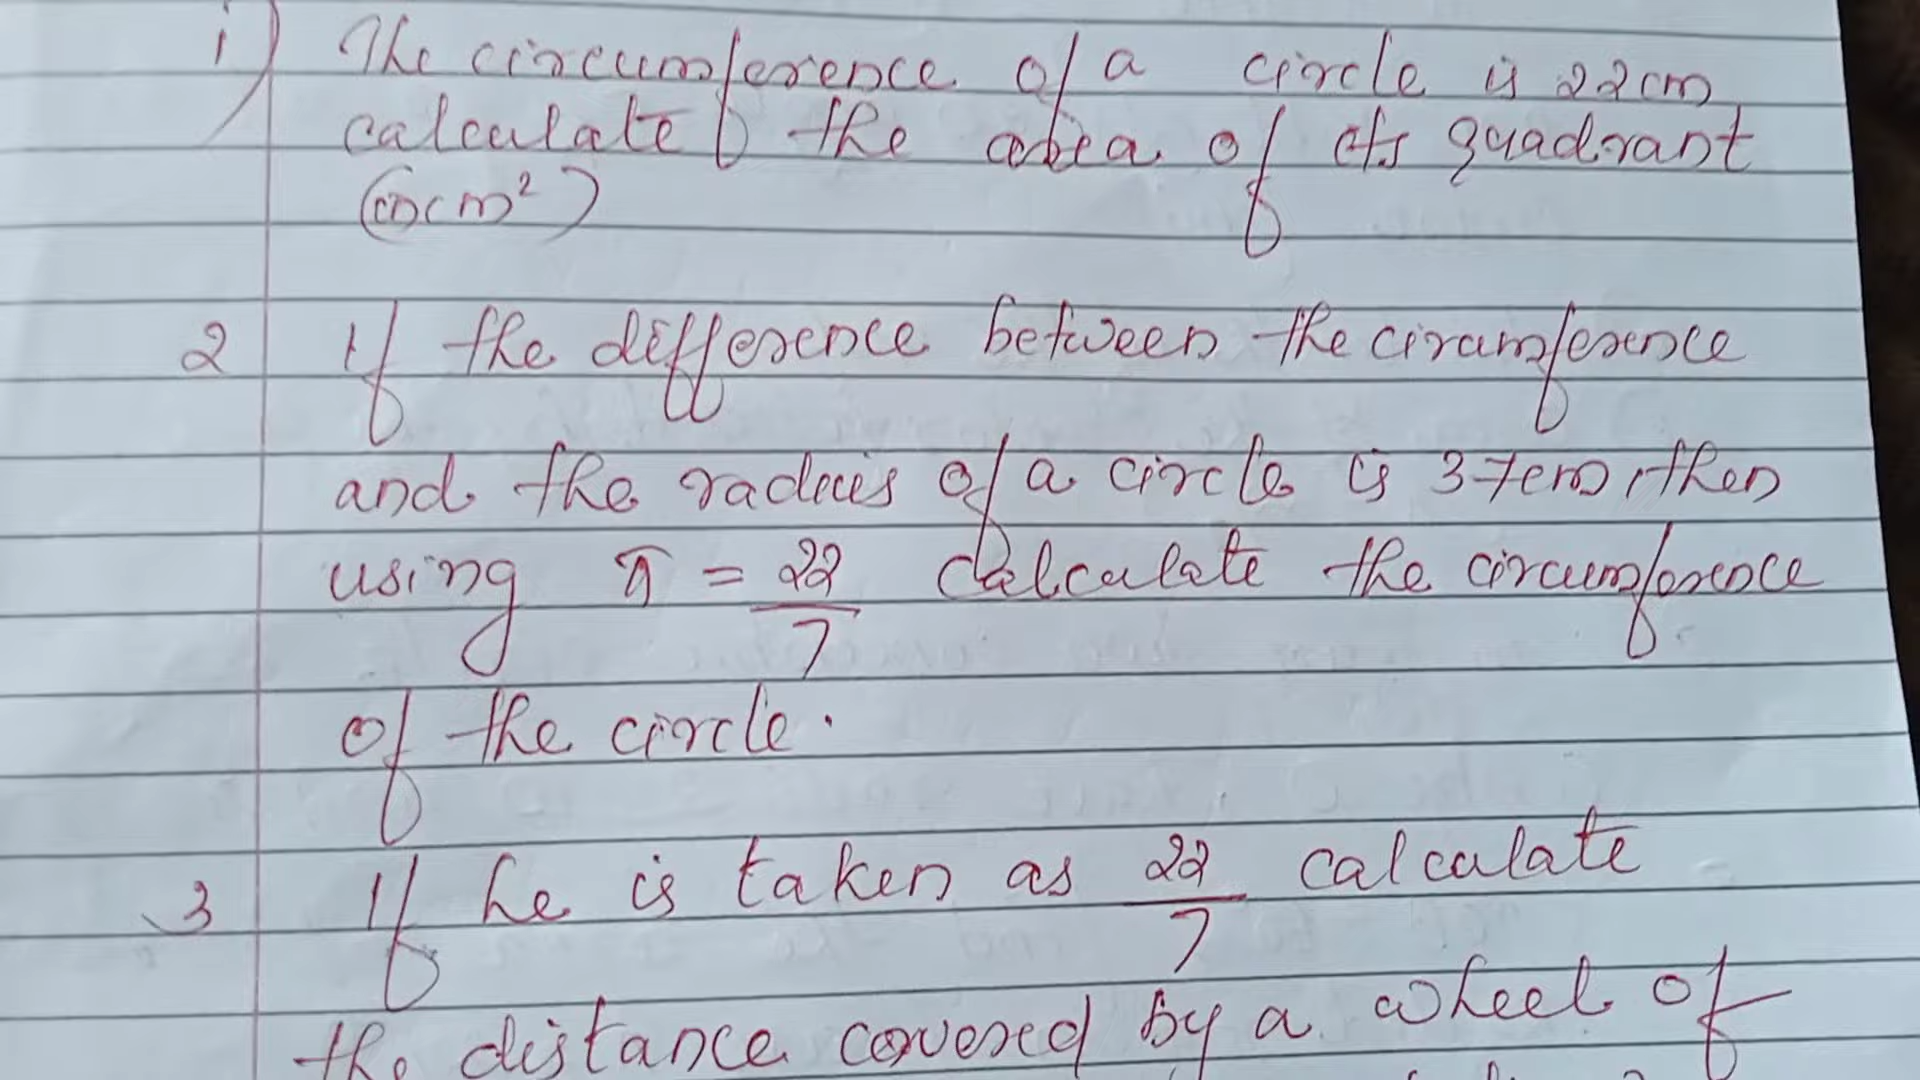 i) The circumference of a circle is 22cm
calculate the area of its quadrant
(in cm²)
2 If the difference between the circumference
and the radius of a circle is 37cm, then
using π = 22/7 calculate the circumference
of the circle.
3 If he is taken as 22/7 calculate
the distance covered by a wheel of